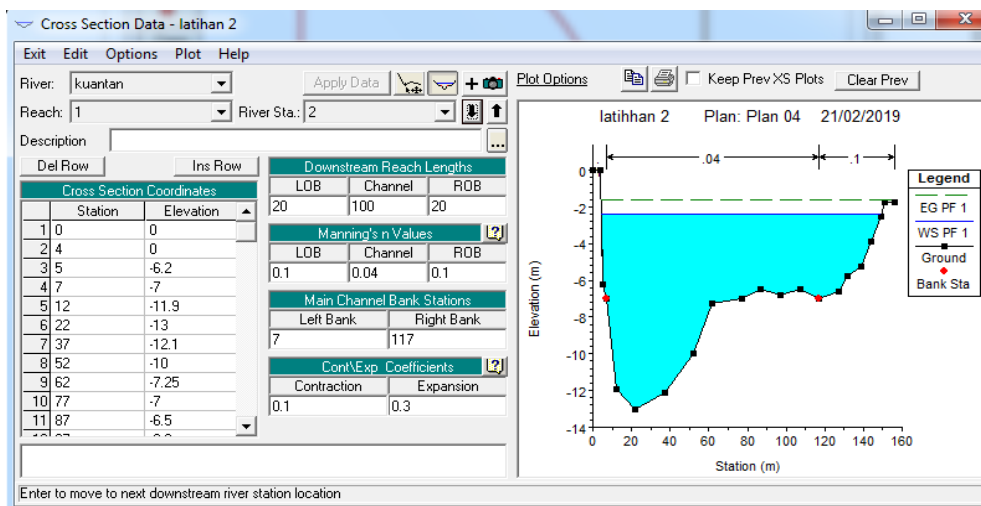 Cross Section Data - latihan 2
Exit Edit Options Plot Help
River: kuantan Apply Data
Reach: 1 River Sta.: 2
Description ...
Del Row Ins Row
Cross Section Coordinates
Station Elevation
1 0 0
2 4 0
3 5 -6.2
4 7 -7
5 12 -11.9
6 22 -13
7 37 -12.1
8 52 -10
9 62 -7.25
10 77 -7
11 87 -6.5
Downstream Reach Lengths
LOB Channel ROB
20 100 20
Manning's n Values
LOB Channel ROB
0.1 0.04 0.1
Main Channel Bank Stations
Left Bank Right Bank
7 117
Cont\Exp Coefficients
Contraction Expansion
0.1 0.3
Enter to move to next downstream river station location
Plot Options Keep Prev XS Plots Clear Prev
latihhan 2 Plan: Plan 04 21/02/2019
.04 .1
0
-2
-4
-6
-8
-10
-12
-14
Elevation (m)
0 20 40 60 80 100 120 140 160
Station (m)
Legend
EG PF 1
WS PF 1
Ground
Bank Sta